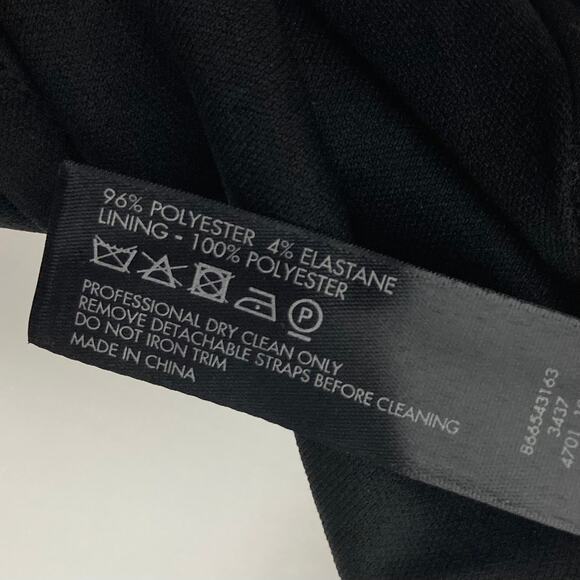 96% POLYESTER 4% ELASTANE
LINING - 100% POLYESTER
P
PROFESSIONAL DRY CLEAN ONLY
REMOVE DETACHABLE STRAPS BEFORE CLEANING
DO NOT IRON TRIM
MADE IN CHINA
866543163
3437
4701